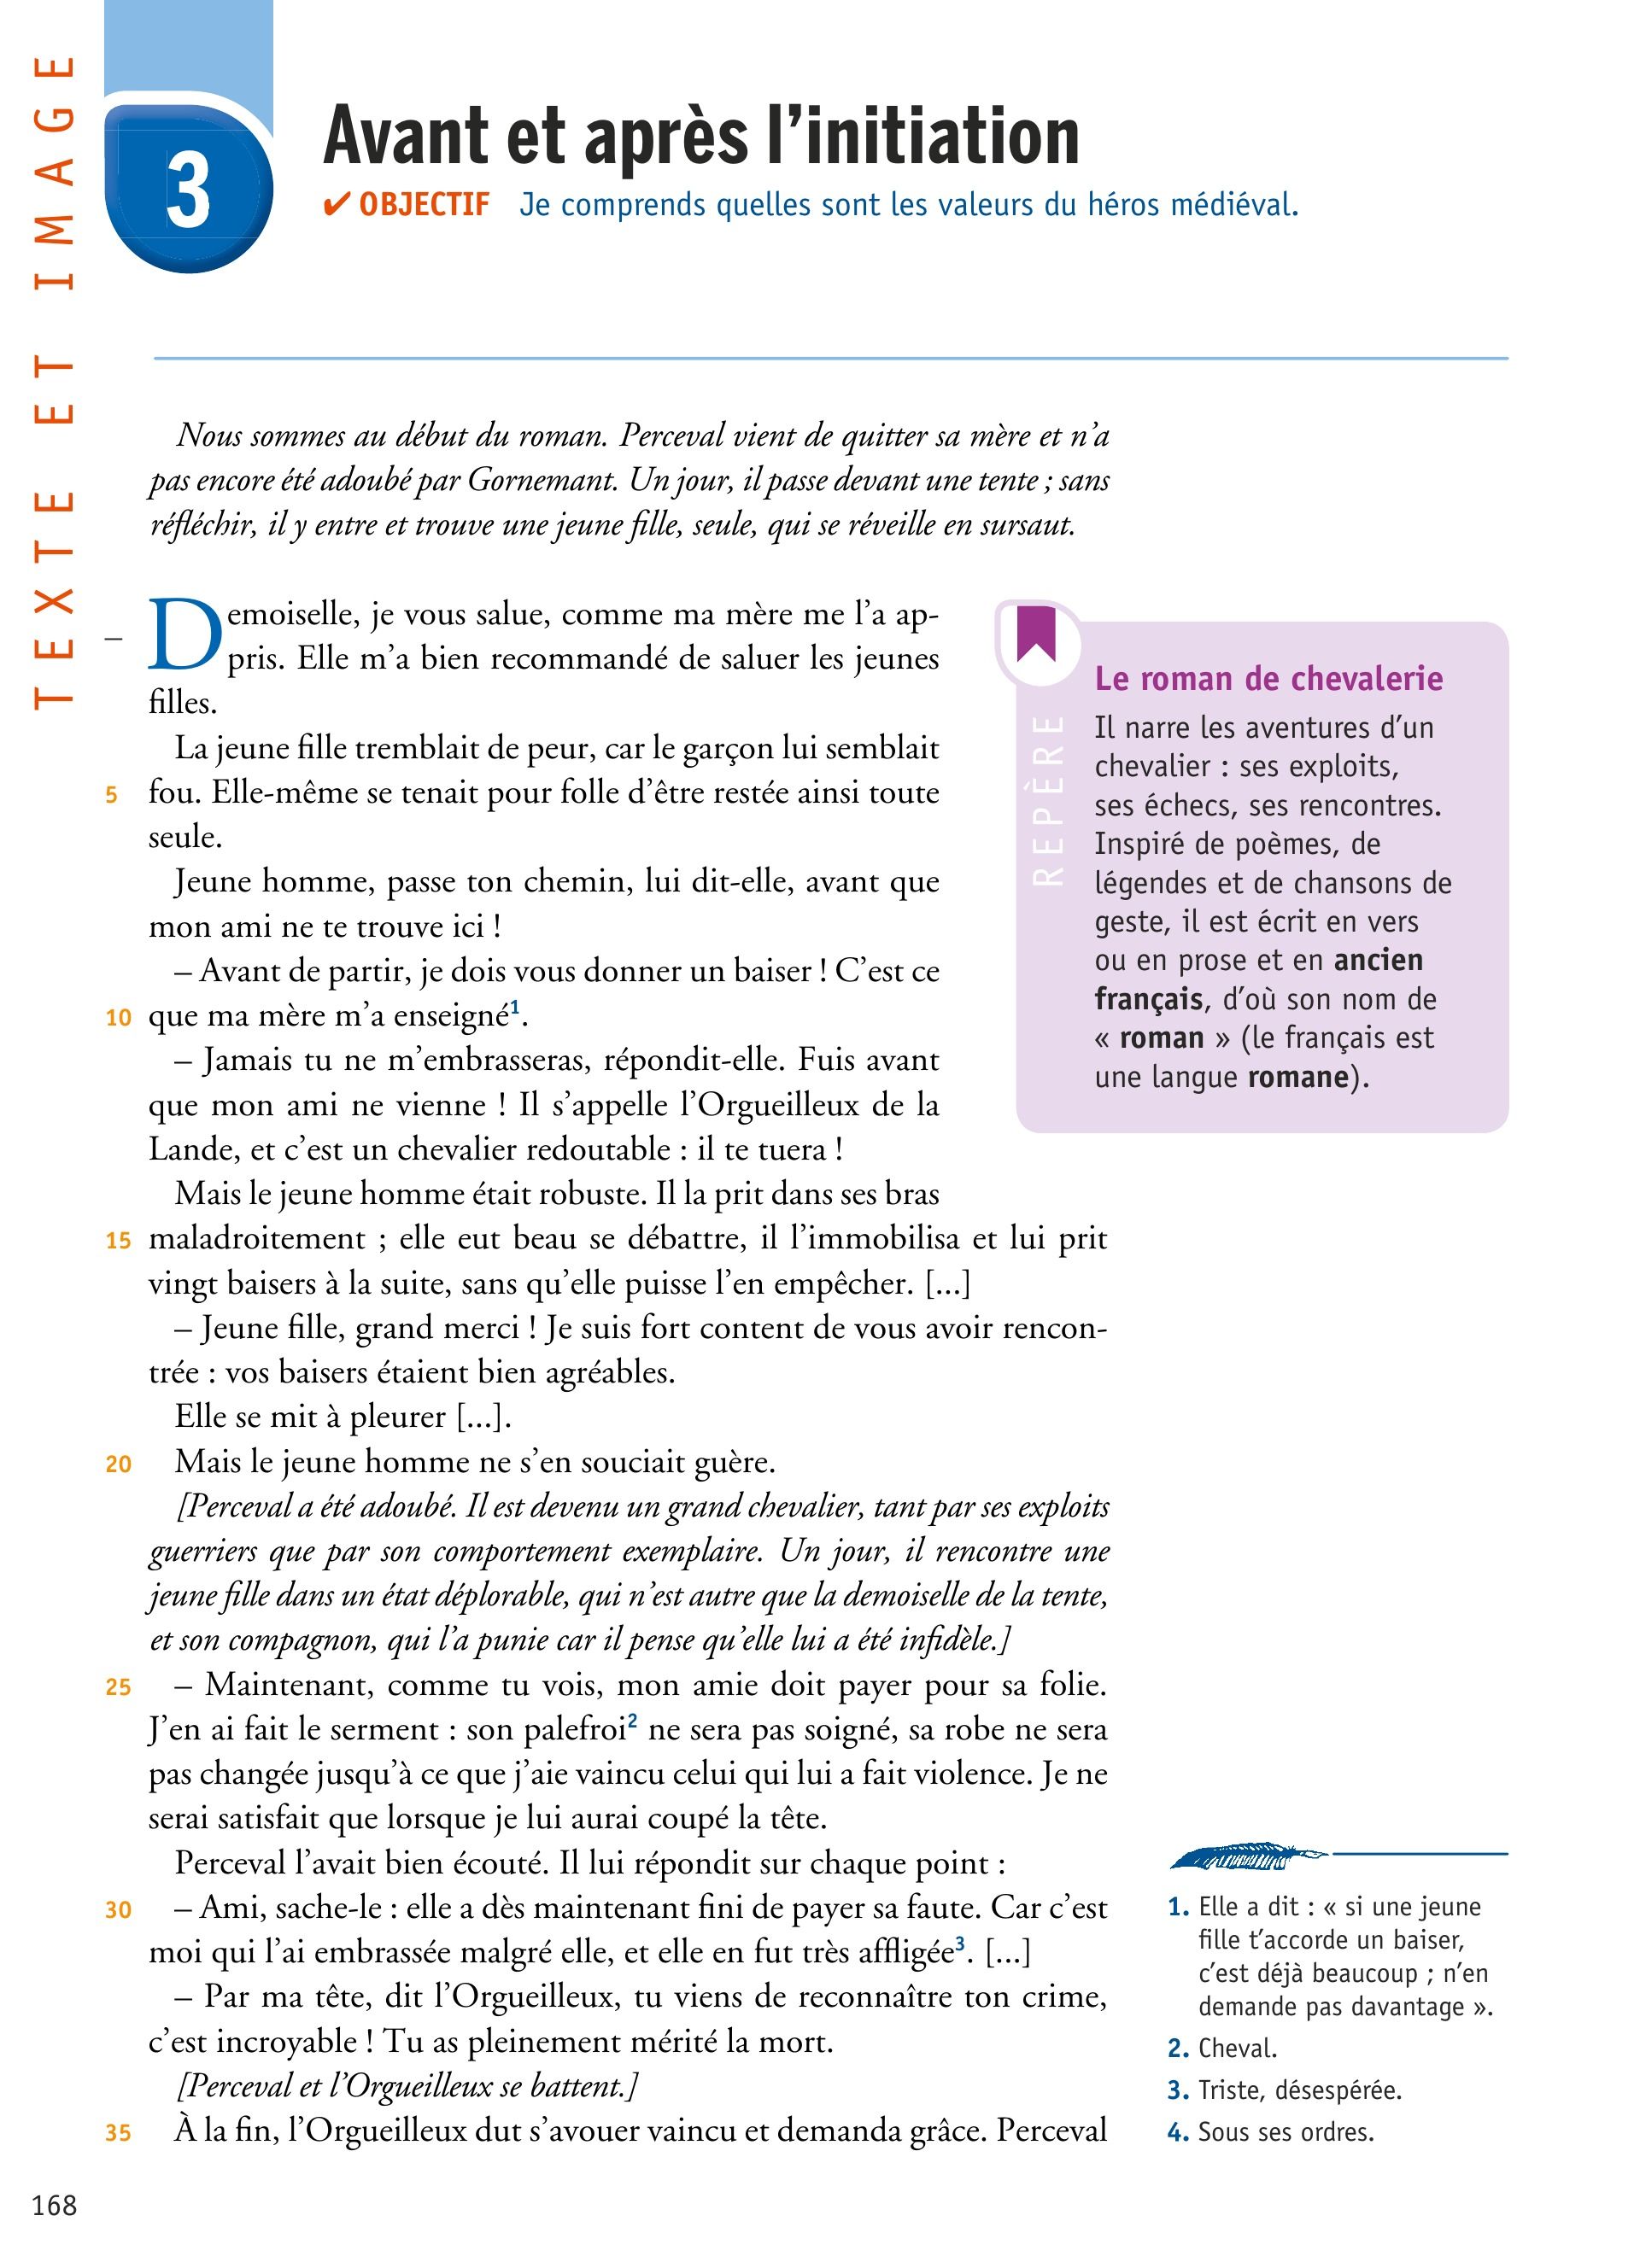 TEXTE ET IMAGE
3
Avant et après l’initiation
✔ OBJECTIF Je comprends quelles sont les valeurs du héros médiéval.
Nous sommes au début du roman. Perceval vient de quitter sa mère et n’a
pas encore été adoubé par Gornemant. Un jour, il passe devant une tente ; sans
réfléchir, il y entre et trouve une jeune fille, seule, qui se réveille en sursaut.
– Demoiselle, je vous salue, comme ma mère me l’a ap-
pris. Elle m’a bien recommandé de saluer les jeunes
filles.
La jeune fille tremblait de peur, car le garçon lui semblait
5 fou. Elle-même se tenait pour folle d’être restée ainsi toute
seule.
Jeune homme, passe ton chemin, lui dit-elle, avant que
mon ami ne te trouve ici !
– Avant de partir, je dois vous donner un baiser ! C’est ce
10 que ma mère m’a enseigné1.
– Jamais tu ne m’embrasseras, répondit-elle. Fuis avant
que mon ami ne vienne ! Il s’appelle l’Orgueilleux de la
Lande, et c’est un chevalier redoutable : il te tuera !
Mais le jeune homme était robuste. Il la prit dans ses bras
15 maladroitement ; elle eut beau se débattre, il l’immobilisa et lui prit
vingt baisers à la suite, sans qu’elle puisse l’en empêcher. [...]
– Jeune fille, grand merci ! Je suis fort content de vous avoir rencon-
trée : vos baisers étaient bien agréables.
Elle se mit à pleurer [...].
20 Mais le jeune homme ne s’en souciait guère.
[Perceval a été adoubé. Il est devenu un grand chevalier, tant par ses exploits
guerriers que par son comportement exemplaire. Un jour, il rencontre une
jeune fille dans un état déplorable, qui n’est autre que la demoiselle de la tente,
et son compagnon, qui l’a punie car il pense qu’elle lui a été infidèle.]
25 – Maintenant, comme tu vois, mon amie doit payer pour sa folie.
J’en ai fait le serment : son palefroi2 ne sera pas soigné, sa robe ne sera
pas changée jusqu’à ce que j’aie vaincu celui qui lui a fait violence. Je ne
serai satisfait que lorsque je lui aurai coupé la tête.
Perceval l’avait bien écouté. Il lui répondit sur chaque point :
30 – Ami, sache-le : elle a dès maintenant fini de payer sa faute. Car c’est
moi qui l’ai embrassée malgré elle, et elle en fut très affligée3. [...]
– Par ma tête, dit l’Orgueilleux, tu viens de reconnaître ton crime,
c’est incroyable ! Tu as pleinement mérité la mort.
[Perceval et l’Orgueilleux se battent.]
35 À la fin, l’Orgueilleux dut s’avouer vaincu et demanda grâce. Perceval
REPÈRE
Le roman de chevalerie
Il narre les aventures d’un
chevalier : ses exploits,
ses échecs, ses rencontres.
Inspiré de poèmes, de
légendes et de chansons de
geste, il est écrit en vers
ou en prose et en ancien
français, d’où son nom de
« roman » (le français est
une langue romane).
1. Elle a dit : « si une jeune
fille t’accorde un baiser,
c’est déjà beaucoup ; n’en
demande pas davantage ».
2. Cheval.
3. Triste, désespérée.
4. Sous ses ordres.
168